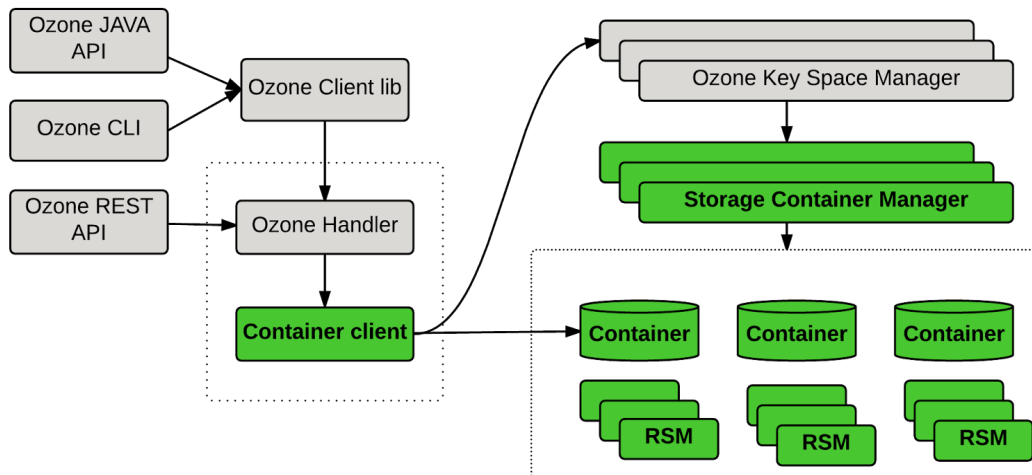 Ozone JAVA
API
Ozone CLI
Ozone REST
API
Ozone Client lib
Ozone Handler
Container client
Ozone Key Space Manager
Storage Container Manager
Container
Container
Container
RSM
RSM
RSM